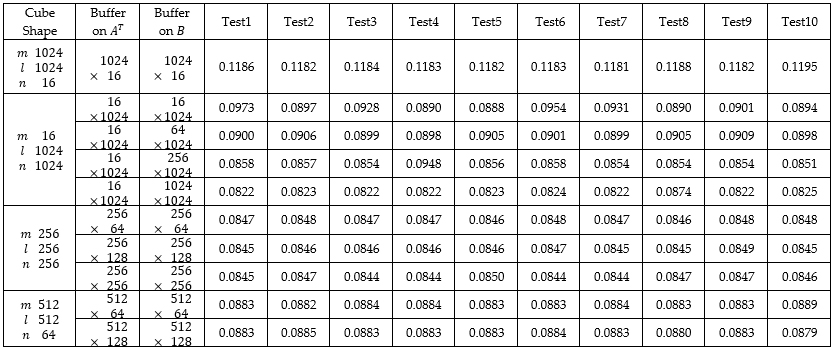 Cube Shape Buffer on Aᵀ Buffer on B Test1 Test2 Test3 Test4 Test5 Test6 Test7 Test8 Test9 Test10
m 1024
l 1024
n 16
1024 × 16 1024 × 16 0.1186 0.1182 0.1184 0.1183 0.1182 0.1183 0.1181 0.1188 0.1182 0.1195
m 16
l 1024
n 1024
16 ×1024 16 ×1024 0.0973 0.0897 0.0928 0.0890 0.0888 0.0954 0.0931 0.0890 0.0901 0.0894
16 ×1024 64 ×1024 0.0900 0.0906 0.0899 0.0898 0.0905 0.0901 0.0899 0.0905 0.0909 0.0898
16 ×1024 256 ×1024 0.0858 0.0857 0.0854 0.0948 0.0856 0.0858 0.0854 0.0854 0.0854 0.0851
16 ×1024 1024 ×1024 0.0822 0.0823 0.0822 0.0822 0.0823 0.0824 0.0822 0.0874 0.0822 0.0825
m 256
l 256
n 256
256 × 64 256 × 64 0.0847 0.0848 0.0847 0.0847 0.0846 0.0848 0.0847 0.0846 0.0848 0.0848
256 × 128 256 × 128 0.0845 0.0846 0.0846 0.0846 0.0846 0.0847 0.0845 0.0845 0.0849 0.0845
256 × 256 256 × 256 0.0845 0.0847 0.0844 0.0844 0.0850 0.0844 0.0844 0.0847 0.0847 0.0846
m 512
l 512
n 64
512 × 64 512 × 64 0.0883 0.0882 0.0884 0.0884 0.0883 0.0883 0.0884 0.0883 0.0883 0.0889
512 × 128 512 × 128 0.0883 0.0885 0.0883 0.0883 0.0883 0.0884 0.0883 0.0880 0.0883 0.0879